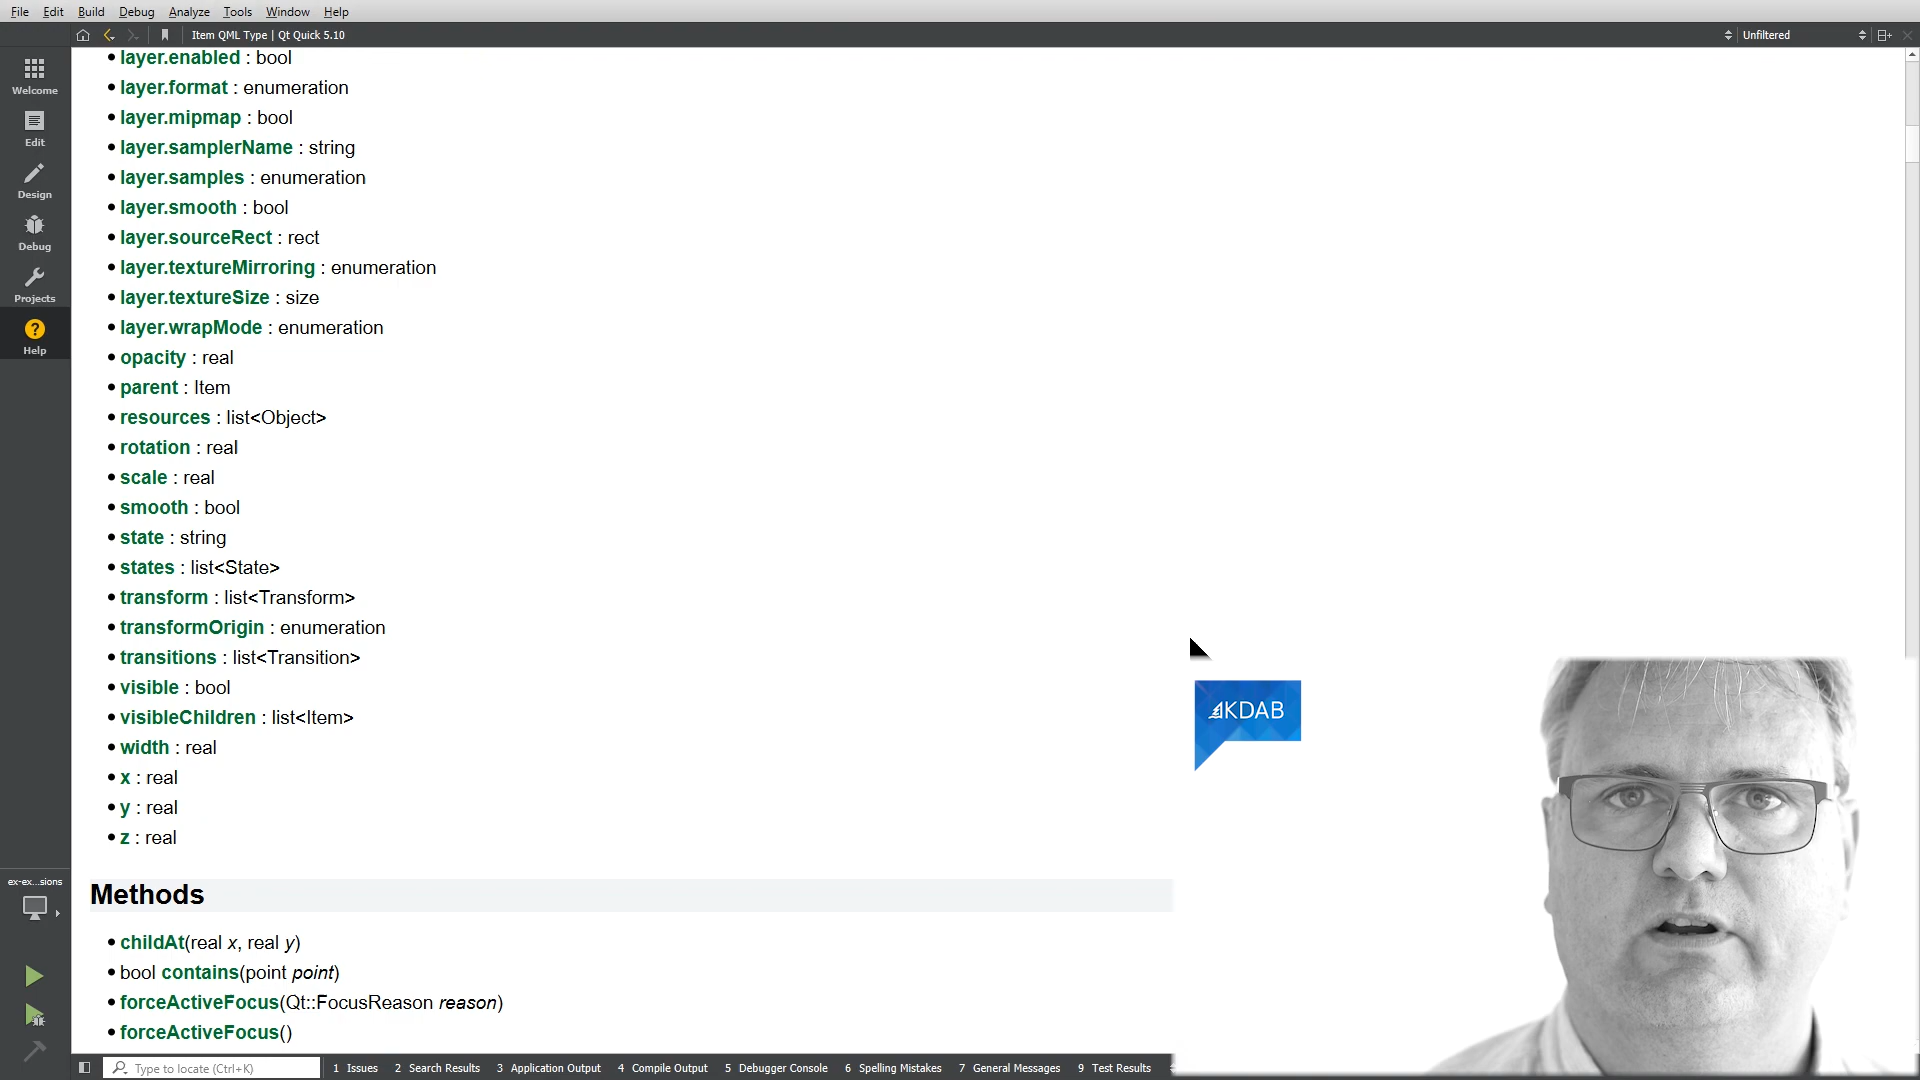 File Edit Build Debug Analyze Tools Window Help
Item QML Type | Qt Quick 5.10
Unfiltered
Welcome
Edit
Design
Debug
Projects
Help
ex-ex...sions
layer.enabled : bool
layer.format : enumeration
layer.mipmap : bool
layer.samplerName : string
layer.samples : enumeration
layer.smooth : bool
layer.sourceRect : rect
layer.textureMirroring : enumeration
layer.textureSize : size
layer.wrapMode : enumeration
opacity : real
parent : Item
resources : list<Object>
rotation : real
scale : real
smooth : bool
state : string
states : list<State>
transform : list<Transform>
transformOrigin : enumeration
transitions : list<Transition>
visible : bool
visibleChildren : list<Item>
width : real
x : real
y : real
z : real
Methods
childAt(real x, real y)
bool contains(point point)
forceActiveFocus(Qt::FocusReason reason)
forceActiveFocus()
KDAB
Type to locate (Ctrl+K)
1 Issues 2 Search Results 3 Application Output 4 Compile Output 5 Debugger Console 6 Spelling Mistakes 7 General Messages 9 Test Results